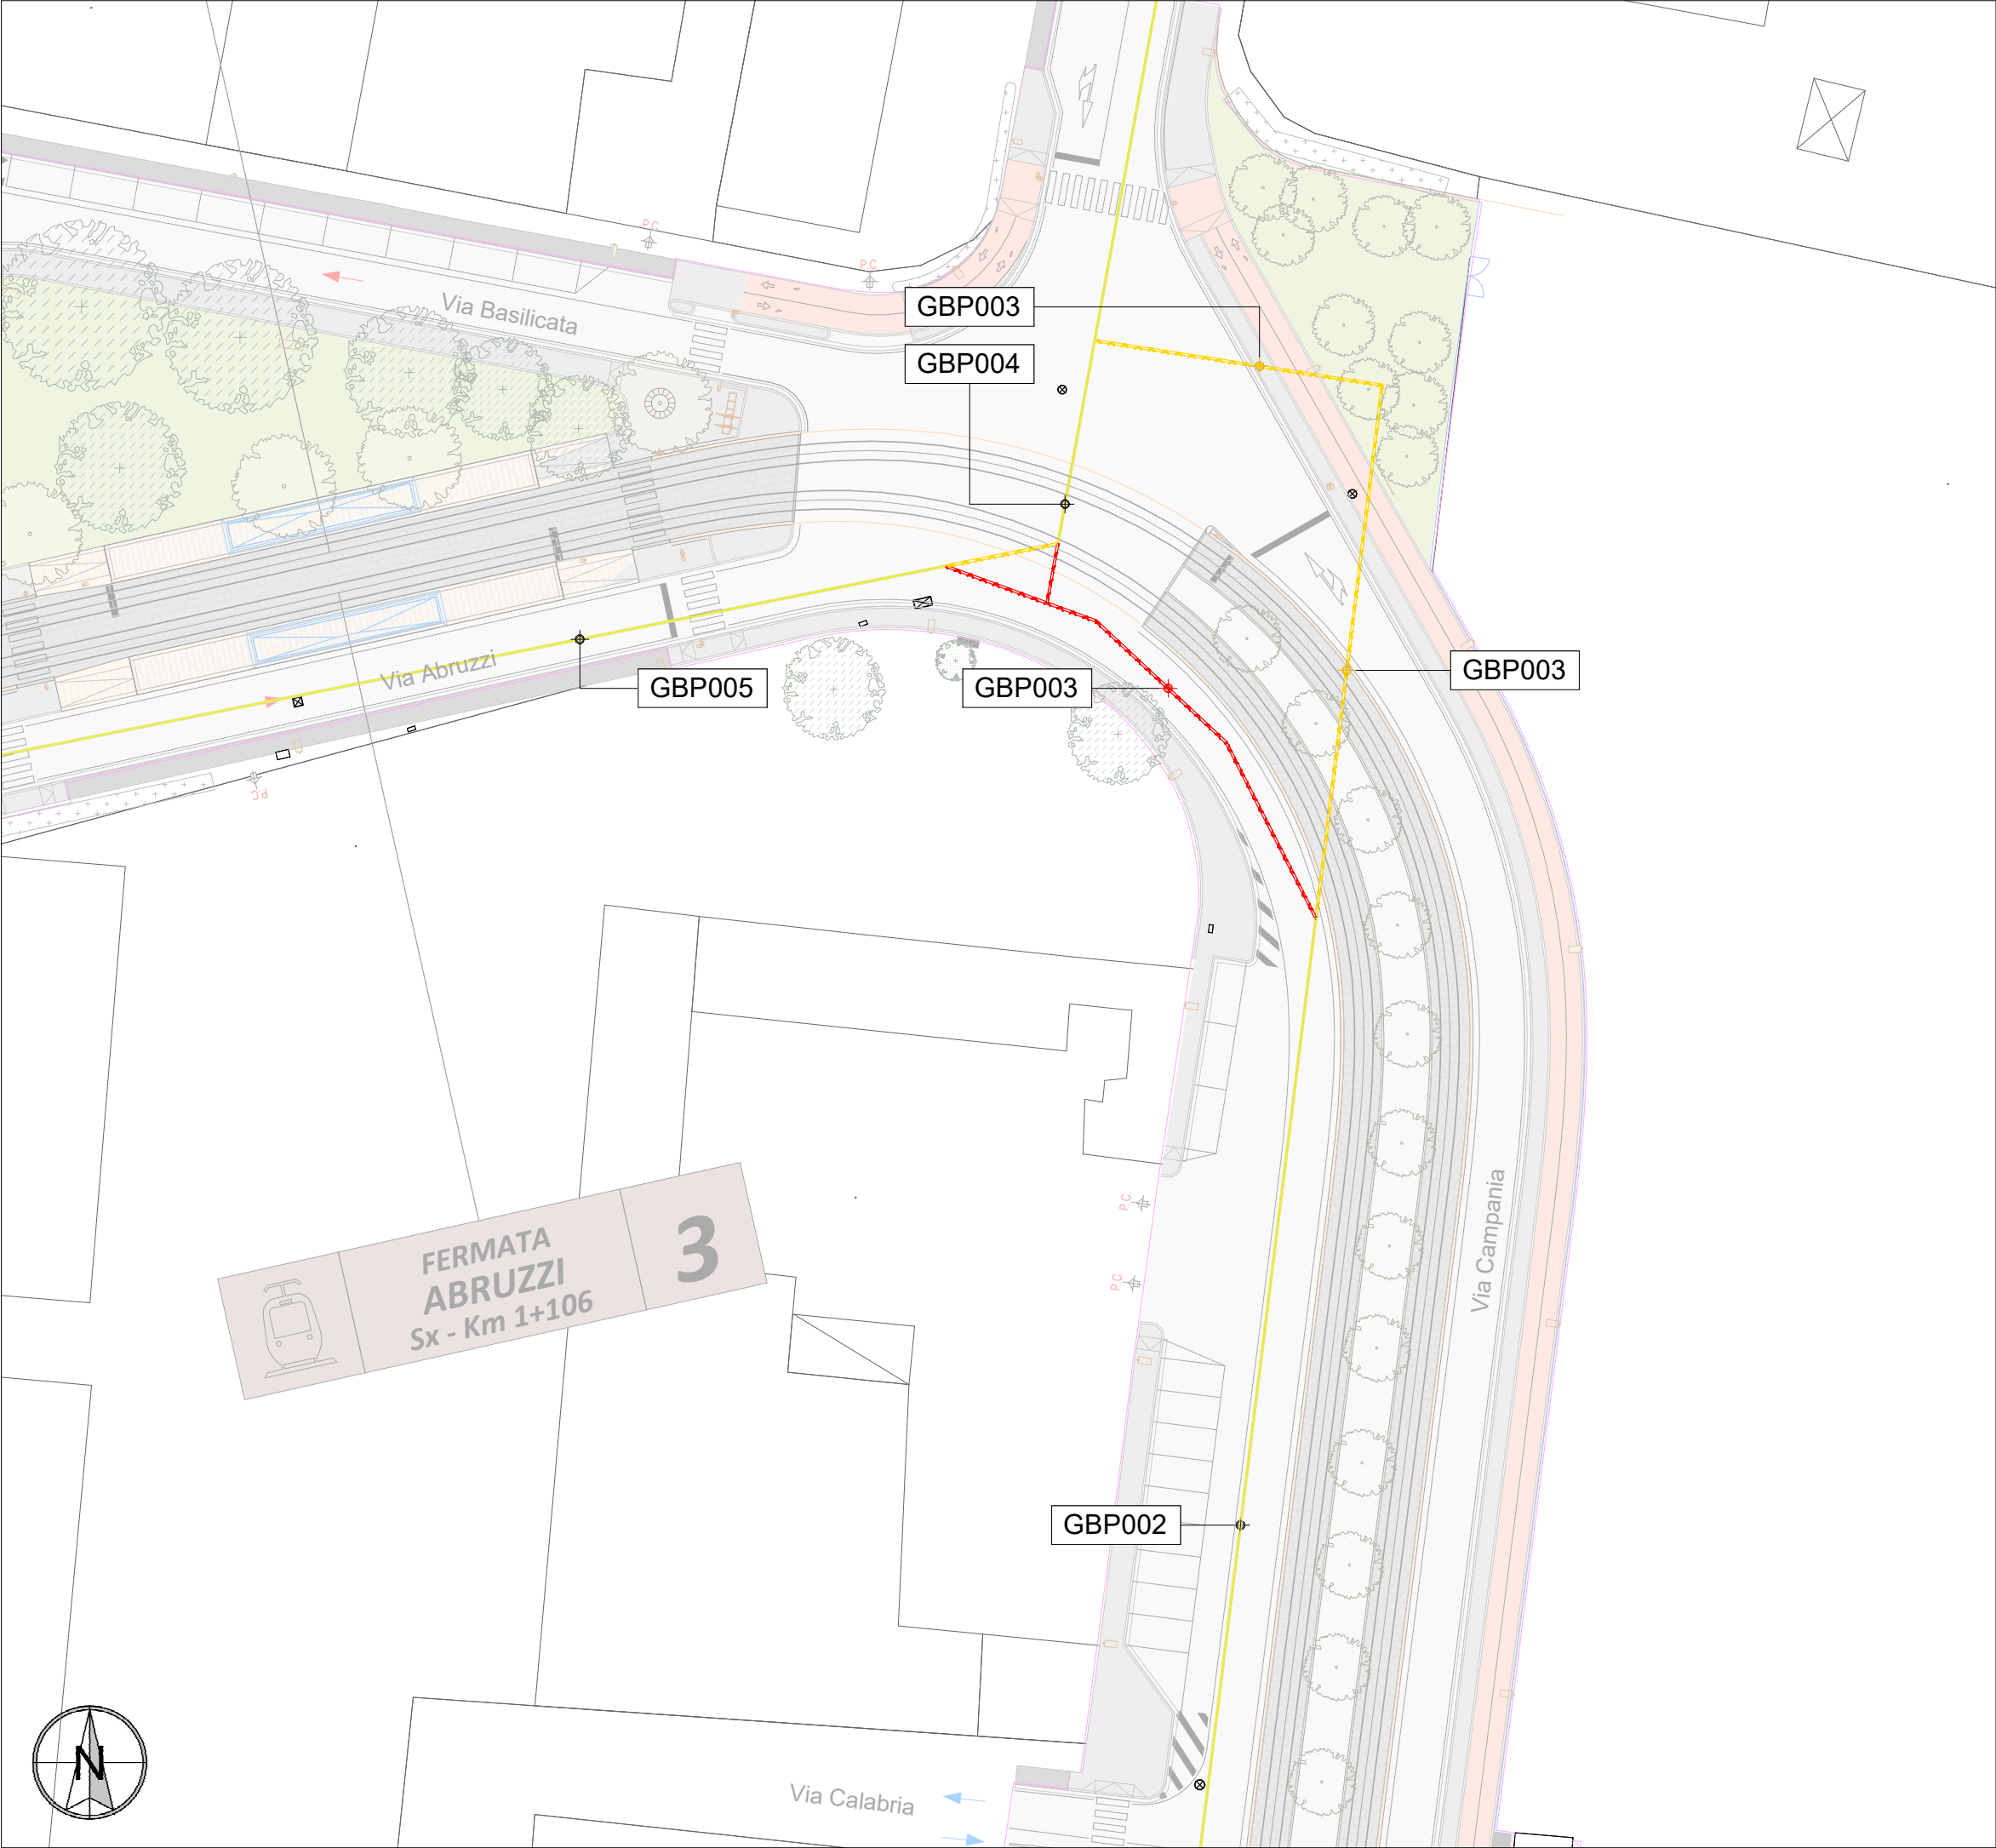 P.C.
P.C.
Via Basilicata
GBP003
GBP004
Via Abruzzi
GBP005
GBP003
GBP003
P.C.
P.C.
P.C.
FERMATA
ABRUZZI
Sx - Km 1+106
3
Via Campania
GBP002
N
Via Calabria